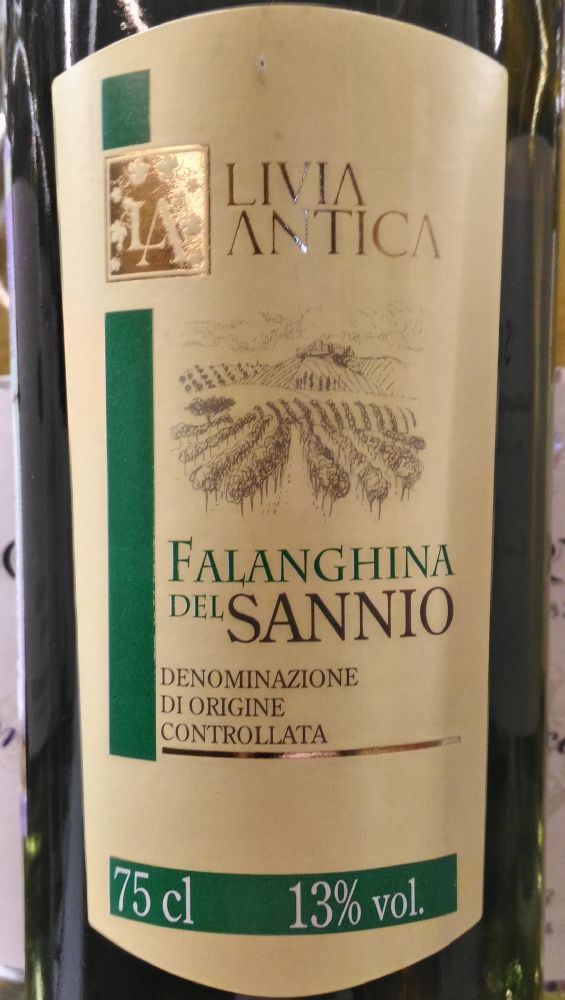 LA
LIVIA
ANTICA
FALANGHINA
DEL SANNIO
DENOMINAZIONE
DI ORIGINE
CONTROLLATA
75 cl 13% vol.